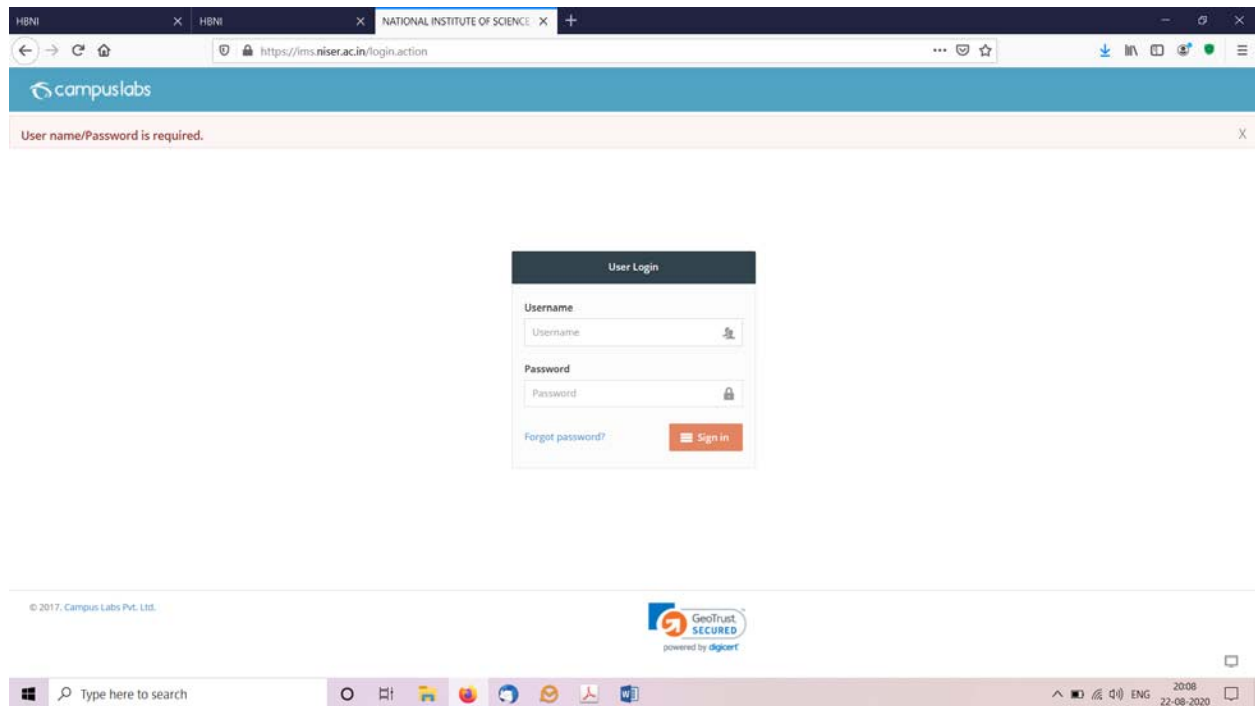 HBNI HBNI NATIONAL INSTITUTE OF SCIENCE
https://ims.niser.ac.in/login.action
campuslabs
User name/Password is required. X
User Login
Username
Username
Password
Password
Forgot password? Sign in
© 2017. Campus Labs Pvt. Ltd.
GeoTrust
SECURED
powered by digicert
Type here to search
ENG 20:08
22-08-2020